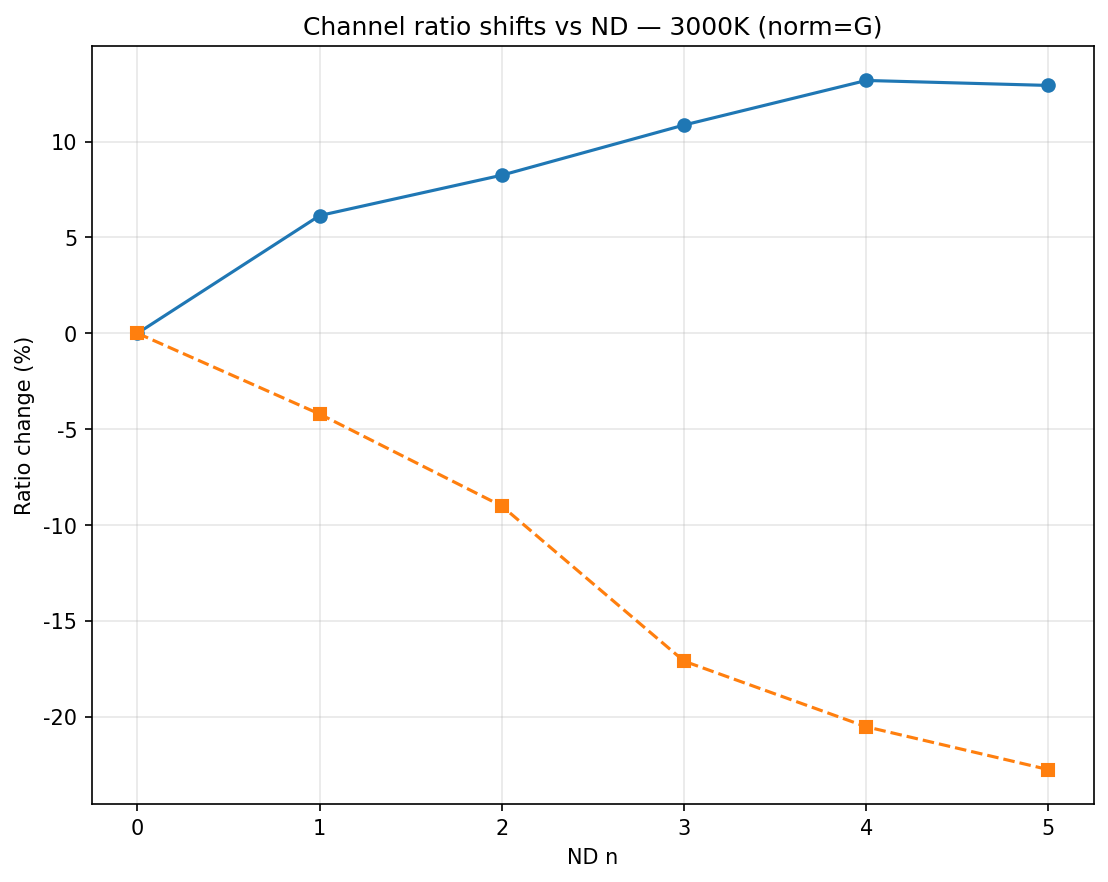 Channel ratio shifts vs ND — 3000K (norm=G)
Ratio change (%)
10
5
0
-5
-10
-15
-20
0 1 2 3 4 5
ND n